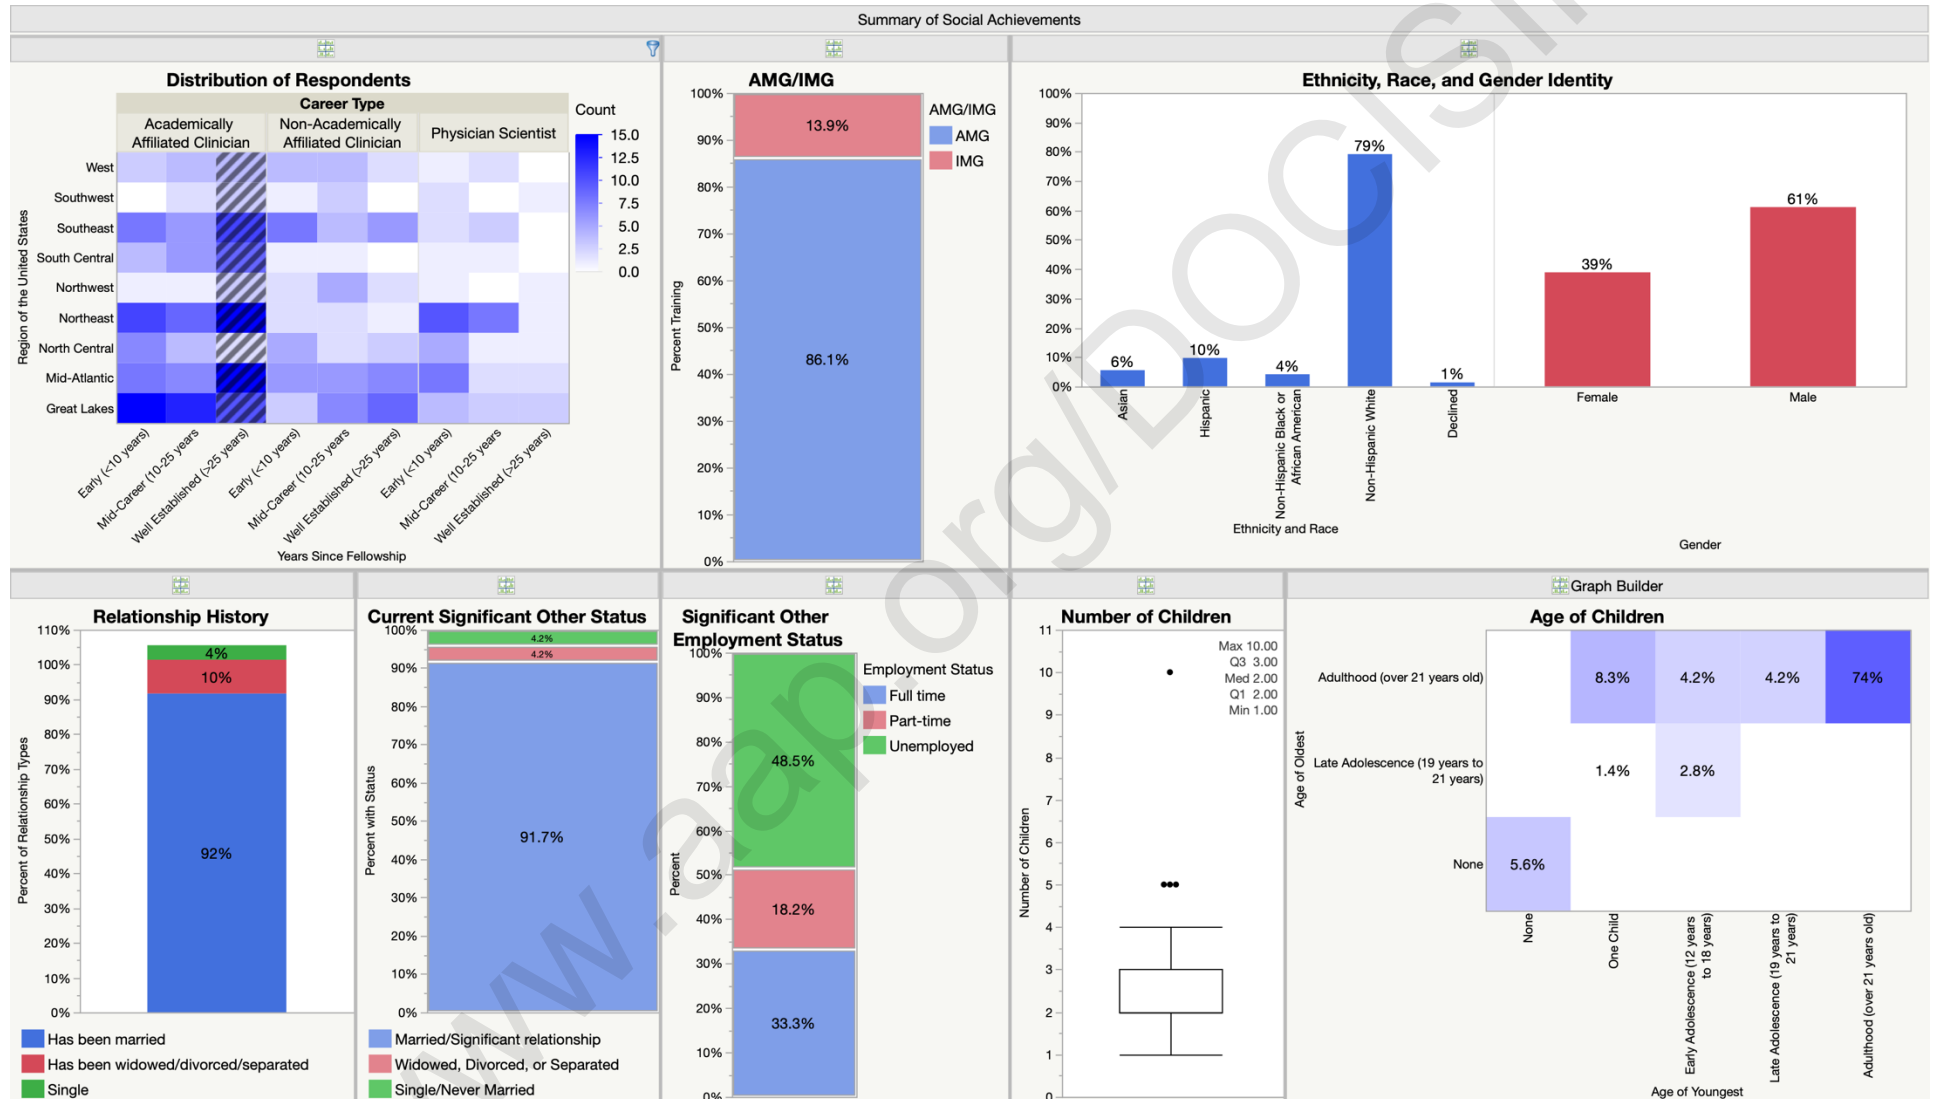 Summary of Social Achievements
Distribution of Respondents
Career Type
Academically
Affiliated Clinician
Non-Academically
Affiliated Clinician
Physician Scientist
Count
15.0
12.5
10.0
7.5
5.0
2.5
0.0
Region of the United States
West
Southwest
Southeast
South Central
Northwest
Northeast
North Central
Mid-Atlantic
Great Lakes
Early (<10 years)
Mid-Career (10-25 years
Well Established (>25 years)
Early (<10 years)
Mid-Career (10-25 years
Well Established (>25 years)
Early (<10 years)
Mid-Career (10-25 years
Well Established (>25 years)
Years Since Fellowship
AMG/IMG
Percent Training
100%
90%
80%
70%
60%
50%
40%
30%
20%
10%
0%
13.9%
86.1%
AMG/IMG
AMG
IMG
Ethnicity, Race, and Gender Identity
100%
90%
80%
70%
60%
50%
40%
30%
20%
10%
0%
6%
10%
4%
79%
1%
39%
61%
Asian
Hispanic
Non-Hispanic Black or
African American
Non-Hispanic White
Declined
Female
Male
Ethnicity and Race
Gender
Relationship History
Percent of Relationship Types
110%
100%
90%
80%
70%
60%
50%
40%
30%
20%
10%
0%
4%
10%
92%
Has been married
Has been widowed/divorced/separated
Single
Current Significant Other Status
Percent with Status
100%
90%
80%
70%
60%
50%
40%
30%
20%
10%
0%
4.2%
4.2%
91.7%
Married/Significant relationship
Widowed, Divorced, or Separated
Single/Never Married
Significant Other
Employment Status
Percent
100%
90%
80%
70%
60%
50%
40%
30%
20%
10%
0%
48.5%
18.2%
33.3%
Employment Status
Full time
Part-time
Unemployed
Number of Children
Number of Children
11
10
9
8
7
6
5
4
3
2
1
0
Max 10.00
Q3 3.00
Med 2.00
Q1 2.00
Min 1.00
Graph Builder
Age of Children
Age of Oldest
Adulthood (over 21 years old)
Late Adolescence (19 years to
21 years)
None
8.3%
4.2%
4.2%
74%
1.4%
2.8%
5.6%
None
One Child
Early Adolescence (12 years
to 18 years)
Late Adolescence (19 years to
21 years)
Adulthood (over 21 years old)
Age of Youngest